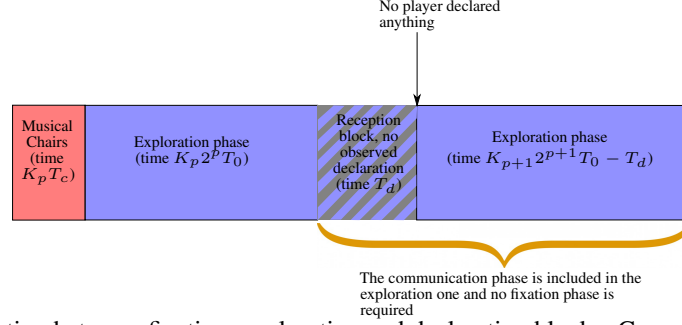 No player declared
anything
Musical
Chairs
(time
K_pT_c)
Exploration phase
(time K_p2^pT_0)
Reception
block, no
observed
declaration
(time T_d)
Exploration phase
(time K_{p+1}2^{p+1}T_0 − T_d)
The communication phase is included in the
exploration one and no fixation phase is
required